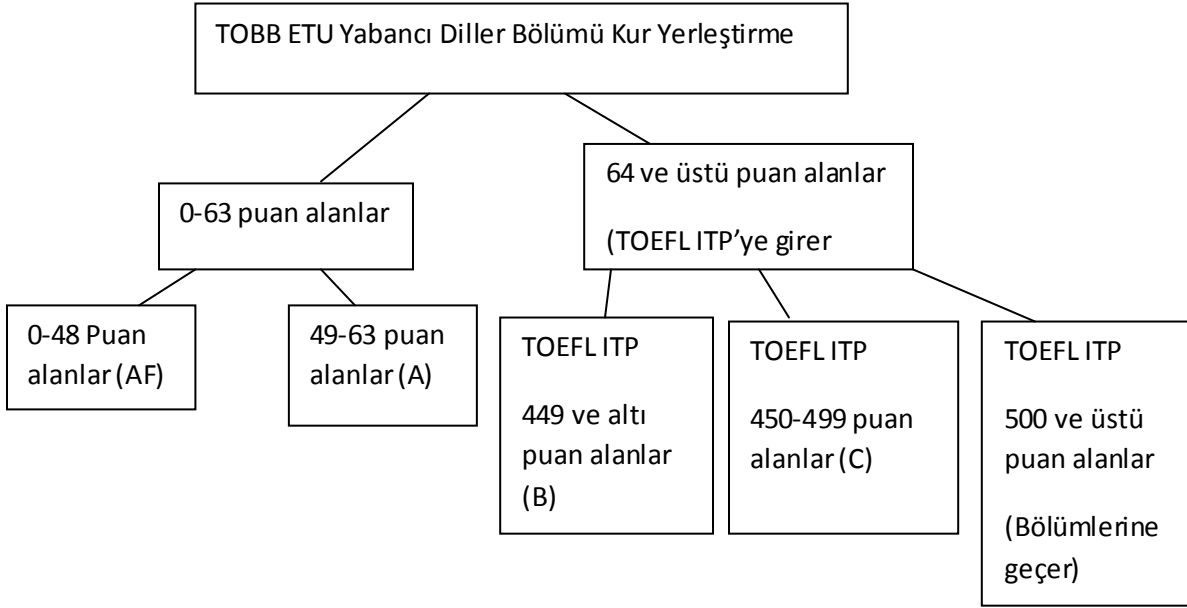 TOBB ETU Yabancı Diller Bölümü Kur Yerleştirme
0-63 puan alanlar
64 ve üstü puan alanlar
(TOEFL ITP’ye girer
0-48 Puan
alanlar (AF)
49-63 puan
alanlar (A)
TOEFL ITP
449 ve altı
puan alanlar
(B)
TOEFL ITP
450-499 puan
alanlar (C)
TOEFL ITP
500 ve üstü
puan alanlar
(Bölümlerine
geçer)